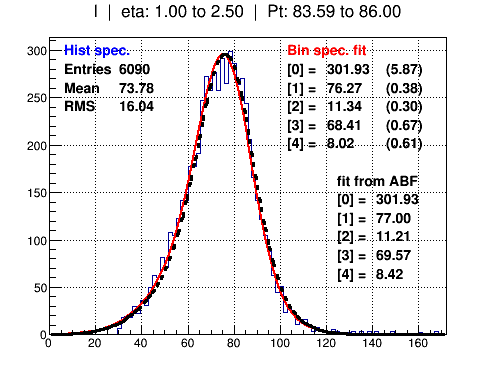 I | eta: 1.00 to 2.50 | Pt: 83.59 to 86.00
Hist spec.
Entries 6090
Mean 73.78
RMS 16.04
Bin spec. fit
[0] = 301.93 (5.87)
[1] = 76.27 (0.38)
[2] = 11.34 (0.30)
[3] = 68.41 (0.67)
[4] = 8.02 (0.61)
fit from ABF
[0] = 301.93
[1] = 77.00
[2] = 11.21
[3] = 69.57
[4] = 8.42
300
250
200
150
100
50
0
0 20 40 60 80 100 120 140 160